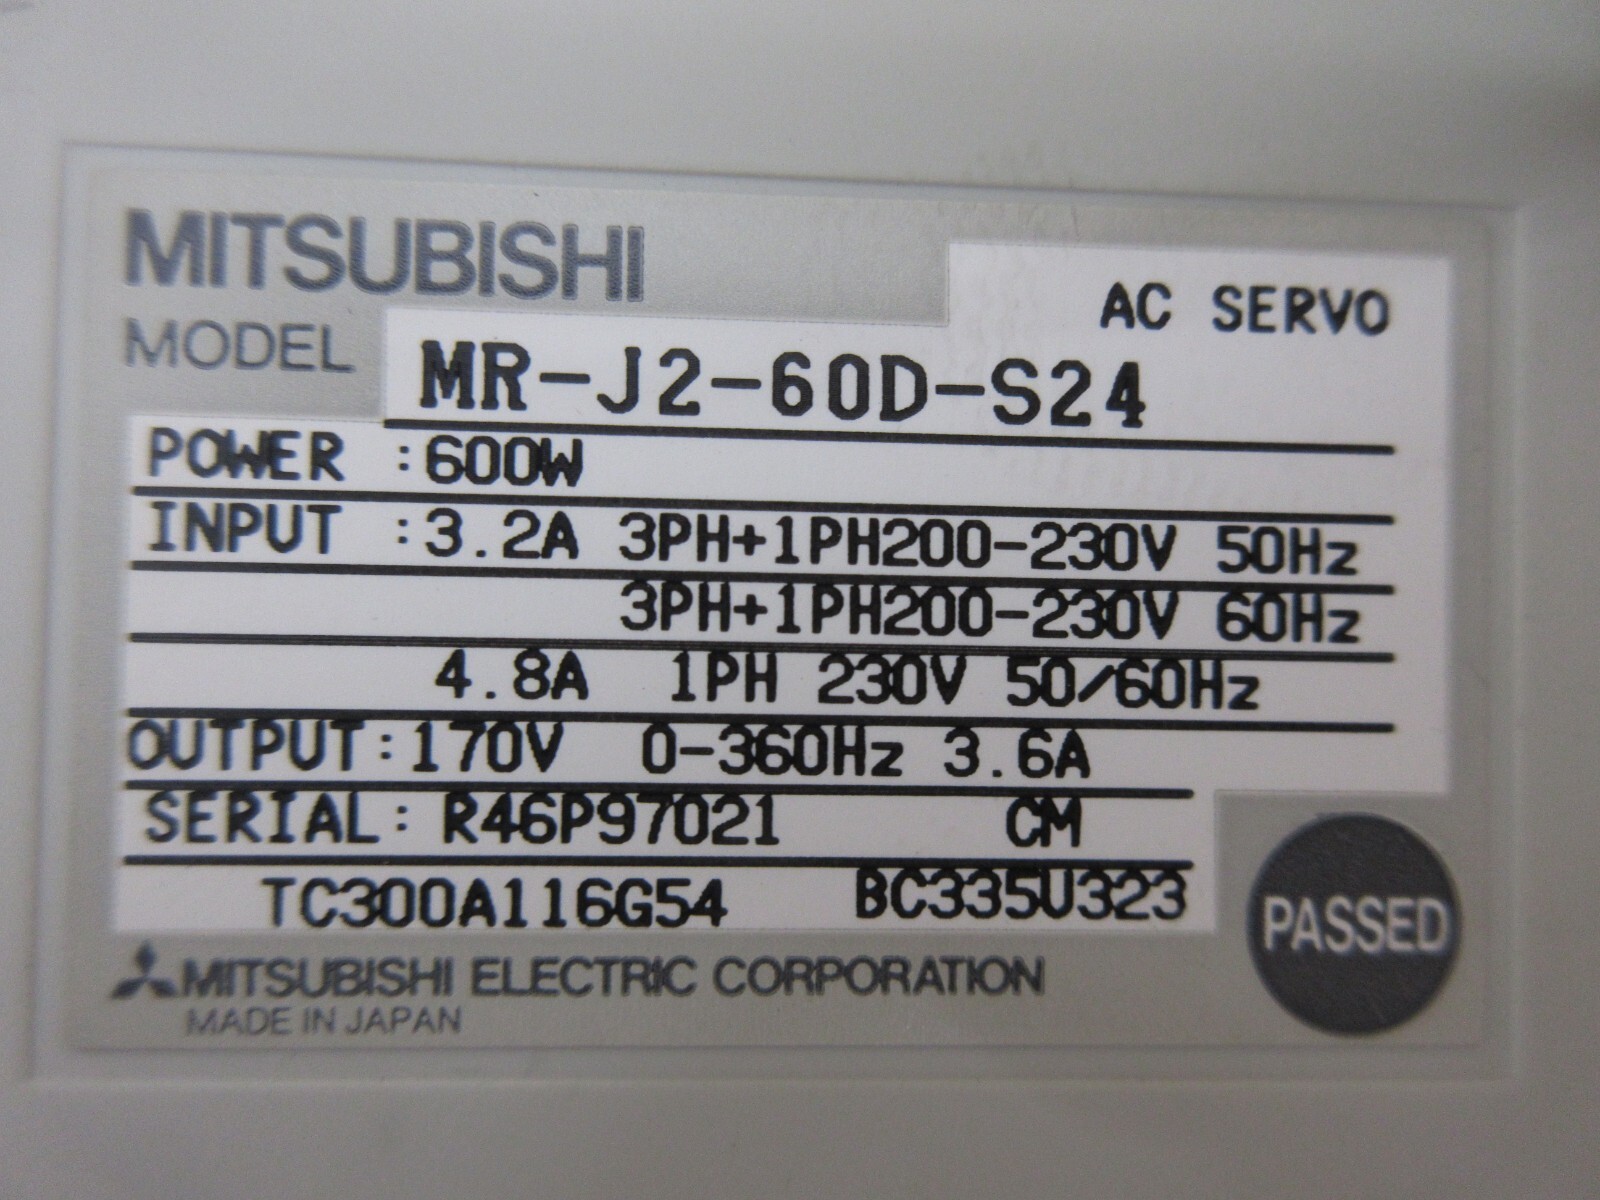 MITSUBISHI
AC SERVO
MODEL MR-J2-60D-S24
POWER :600W
INPUT :3.2A 3PH+1PH200-230V 50Hz
3PH+1PH200-230V 60Hz
4.8A 1PH 230V 50/60Hz
OUTPUT:170V 0-360Hz 3.6A
SERIAL: R46P97021 CM
TC300A116G54 BC335U323
PASSED
MITSUBISHI ELECTRIC CORPORATION
MADE IN JAPAN